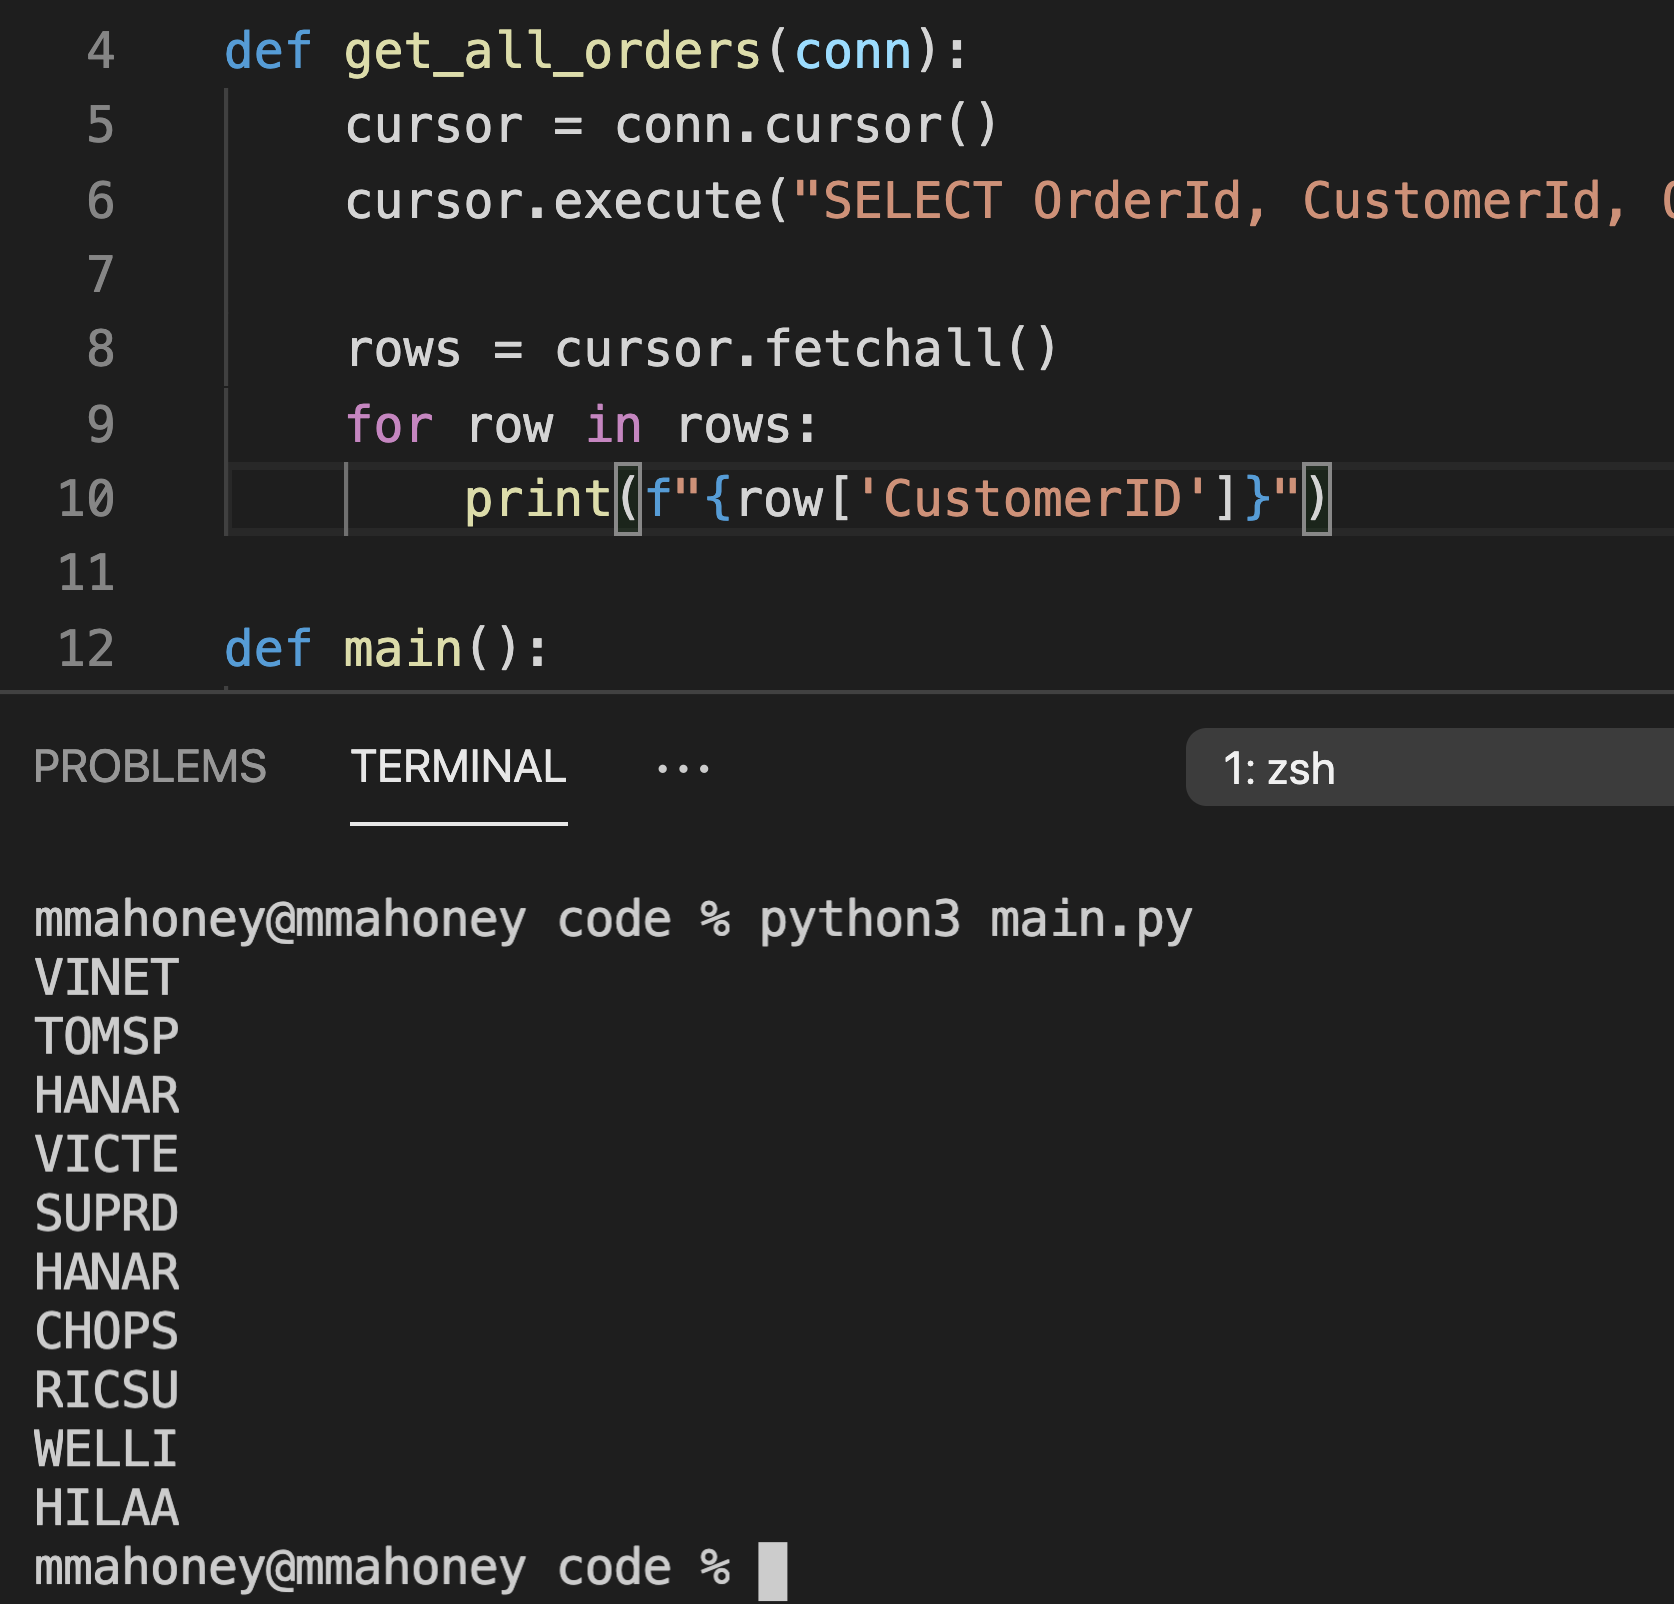 4 def get_all_orders(conn):
5 cursor = conn.cursor()
6 cursor.execute("SELECT OrderId, CustomerId,
7
8 rows = cursor.fetchall()
9 for row in rows:
10 print(f"{row['CustomerID']}")
11
12 def main():
PROBLEMS TERMINAL ... 1: zsh
mmahoney@mmahoney code % python3 main.py
VINET
TOMSP
HANAR
VICTE
SUPRD
HANAR
CHOPS
RICSU
WELLI
HILAA
mmahoney@mmahoney code %